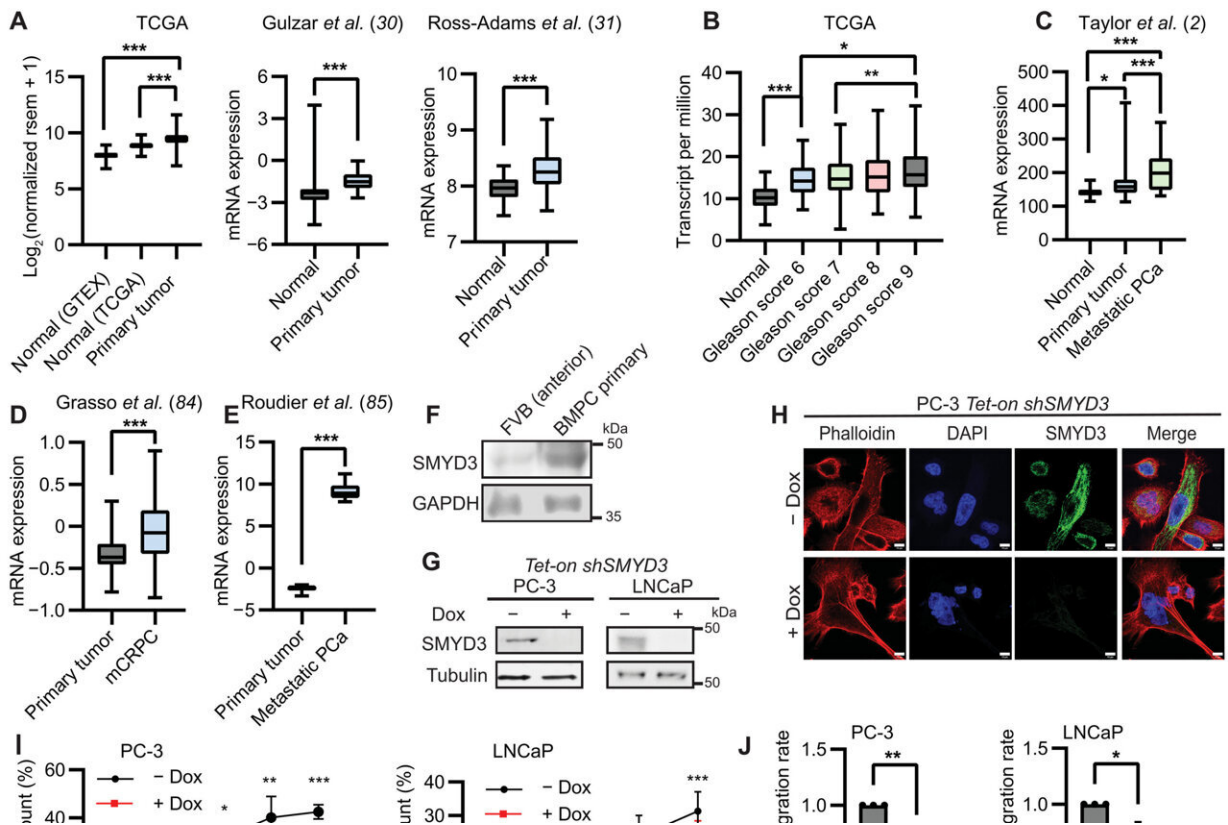 A
TCGA
Log2(normalized rsem + 1)
20
15
10
5
0
***
***
Normal (GTEX)
Normal (TCGA)
Primary tumor
Gulzar et al. (30)
mRNA expression
6
3
0
−3
−6
***
Normal
Primary tumor
Ross-Adams et al. (31)
mRNA expression
10
9
8
7
***
Normal
Primary tumor
B
TCGA
Transcript per million
40
30
20
10
0
***
*
**
Normal
Gleason score 6
Gleason score 7
Gleason score 8
Gleason score 9
C
Taylor et al. (2)
mRNA expression
500
400
300
200
100
0
***
*
***
Normal
Primary tumor
Metastatic PCa
D
Grasso et al. (84)
mRNA expression
1.0
0.5
0
−0.5
−1.0
***
Primary tumor
mCRPC
E
Roudier et al. (85)
mRNA expression
15
10
5
0
−5
***
Primary tumor
Metastatic PCa
F
FVB (anterior)
BMPC primary
kDa
SMYD3
50
GAPDH
35
G
Tet-on shSMYD3
PC-3 LNCaP
Dox − + − + kDa
SMYD3 50
Tubulin 50
H
PC-3 Tet-on shSMYD3
Phalloidin DAPI SMYD3 Merge
− Dox
+ Dox
I
PC-3
ount (%)
60
40
− Dox
+ Dox
*
**
***
LNCaP
ount (%)
40
30
− Dox
+ Dox
***
J
PC-3
gration rate
1.5
1.0
**
LNCaP
gration rate
1.5
1.0
*